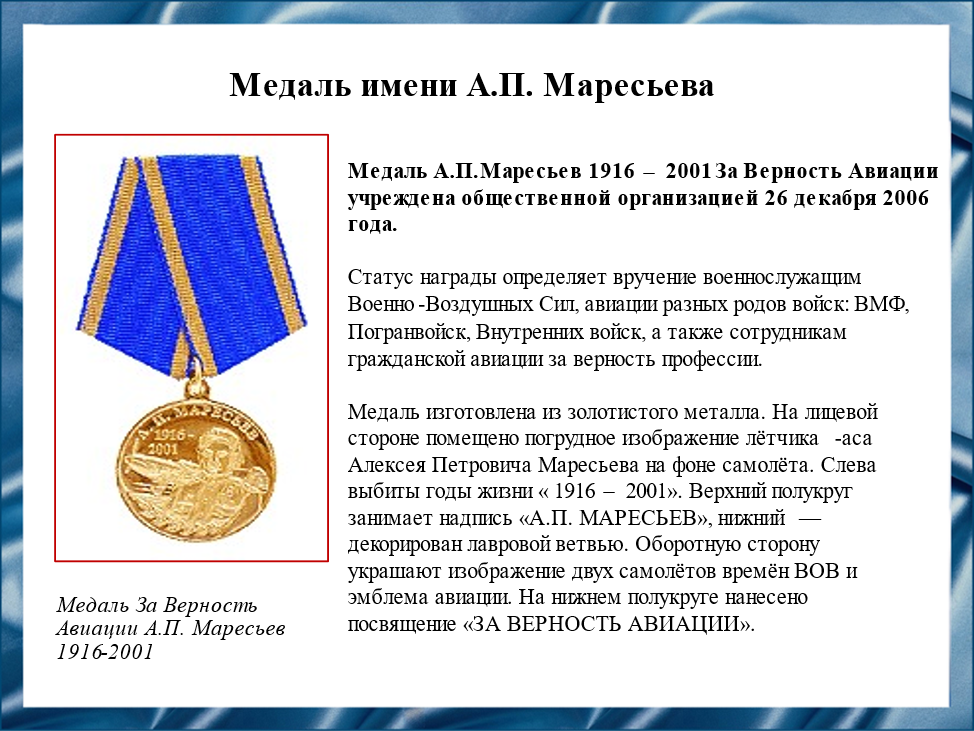 Медаль имени А.П. Маресьева
Медаль А.П.Маресьев 1916 – 2001 За Верность Авиации
учреждена общественной организацией 26 декабря 2006
года.
Статус награды определяет вручение военнослужащим
Военно -Воздушных Сил, авиации разных родов войск: ВМФ,
Погранвойск, Внутренних войск, а также сотрудникам
гражданской авиации за верность профессии.
Медаль изготовлена из золотистого металла. На лицевой
стороне помещено погрудное изображение лётчика -аса
Алексея Петровича Маресьева на фоне самолёта. Слева
выбиты годы жизни « 1916 – 2001». Верхний полукруг
занимает надпись «А.П. МАРЕСЬЕВ», нижний —
декорирован лавровой ветвью. Оборотную сторону
украшают изображение двух самолётов времён ВОВ и
эмблема авиации. На нижнем полукруге нанесено
посвящение «ЗА ВЕРНОСТЬ АВИАЦИИ».
А. П. МАРЕСЬЕВ
1916-
2001
Медаль За Верность
Авиации А.П. Маресьев
1916-2001